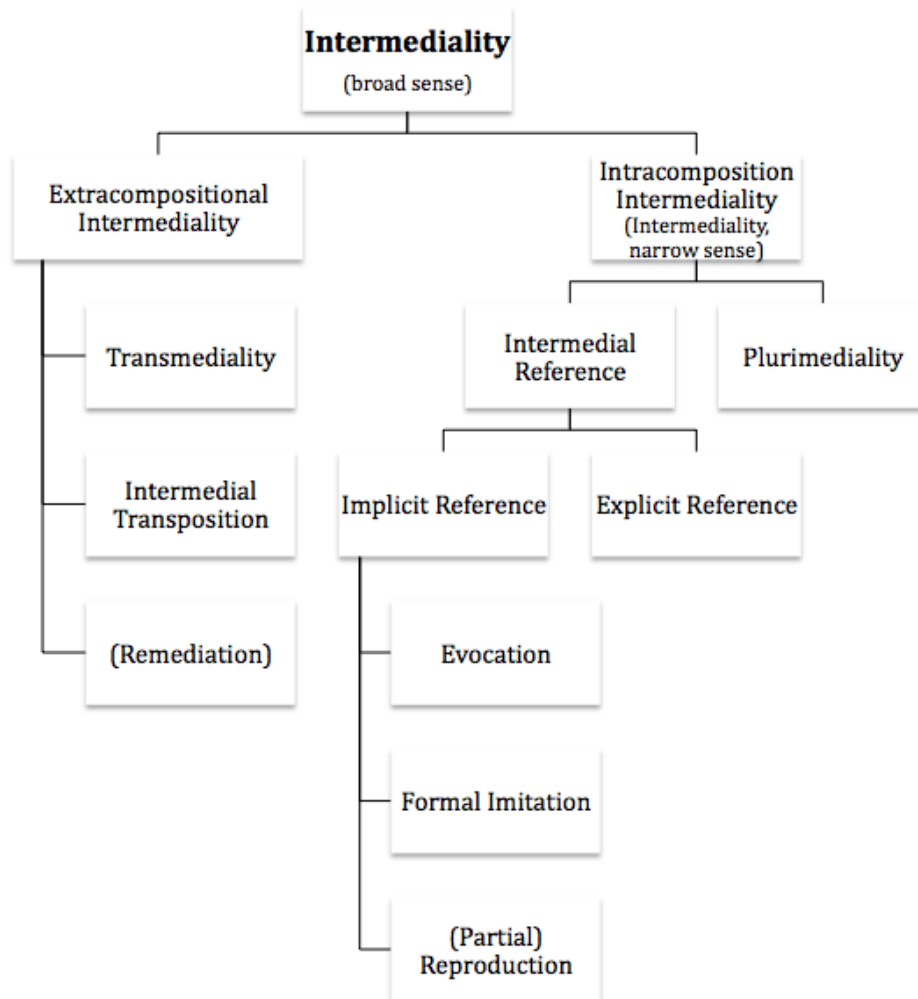 Intermediality
(broad sense)
Extracompositional
Intermediality
Intracomposition
Intermediality
(Intermediality,
narrow sense)
Transmediality
Intermedial
Reference
Plurimediality
Intermedial
Transposition
Implicit Reference
Explicit Reference
(Remediation)
Evocation
Formal Imitation
(Partial)
Reproduction